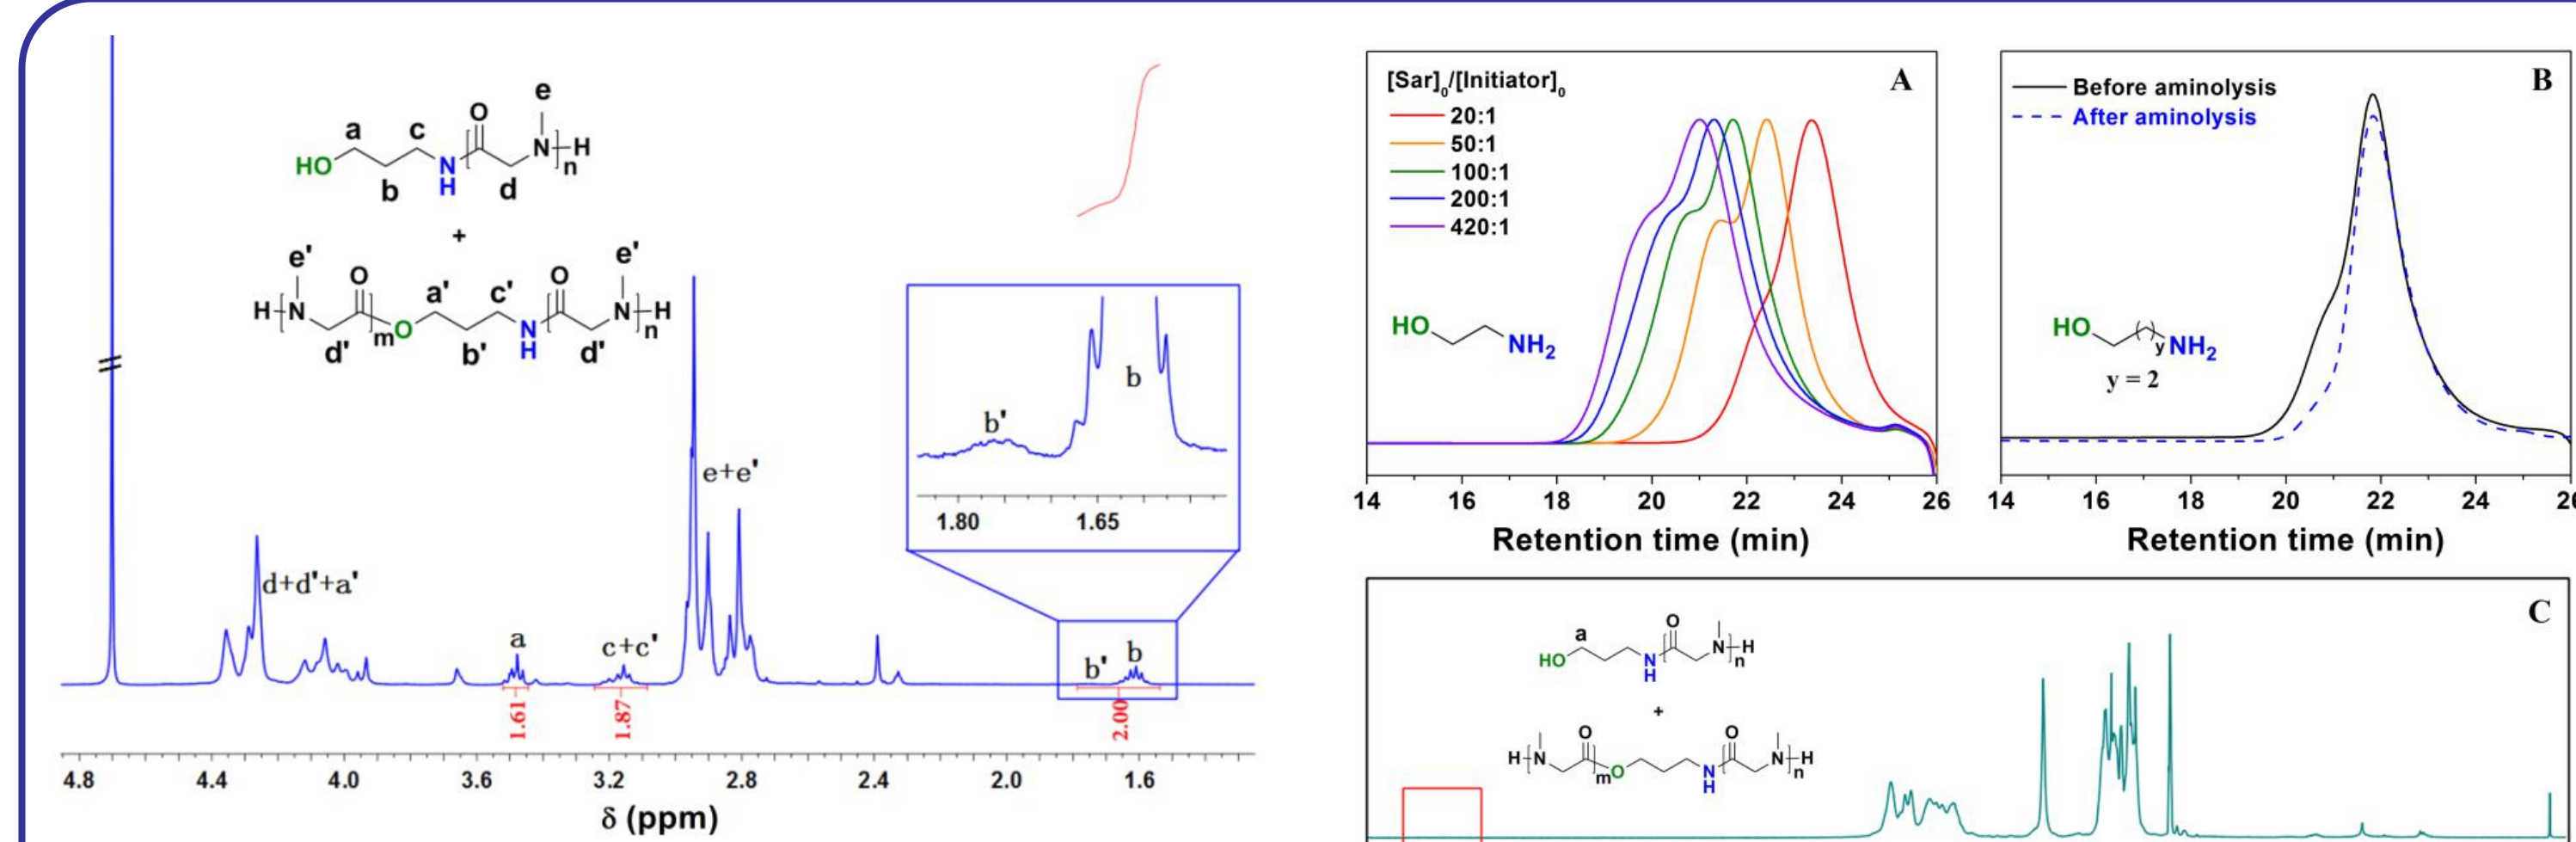 e
O
a
c
HO
N
H
N
H
n
b
d
+
e'
e'
O
O
a'
c'
H
N
m
O
N
H
N
H
n
d'
b'
d'
d+d'+a'
a
c+c'
e+e'
b'
b
1.80
1.65
b'
b
1.61
1.87
2.00
4.8
4.4
4.0
3.6
3.2
2.8
2.4
2.0
1.6
δ (ppm)
[Sar]0/[Initiator]0
A
20:1
50:1
100:1
200:1
420:1
HO
NH2
14
16
18
20
22
24
26
Retention time (min)
Before aminolysis
After aminolysis
B
HO
y
NH2
y = 2
14
16
18
20
22
24
Retention time (min)
C
a
O
HO
N
H
N
H
n
+
O
O
H
N
m
O
N
H
N
H
n